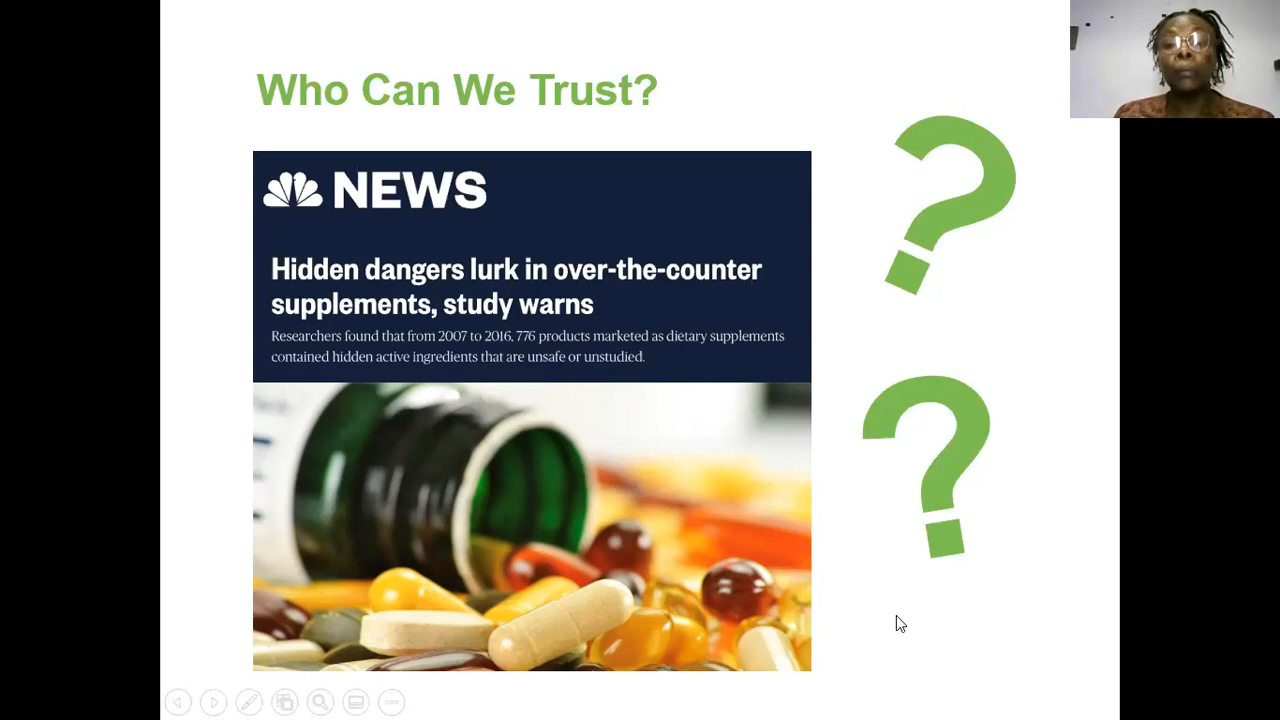 Who Can We Trust?
NEWS
Hidden dangers lurk in over-the-counter
supplements, study warns
Researchers found that from 2007 to 2016, 776 products marketed as dietary supplements
contained hidden active ingredients that are unsafe or unstudied.
?
?